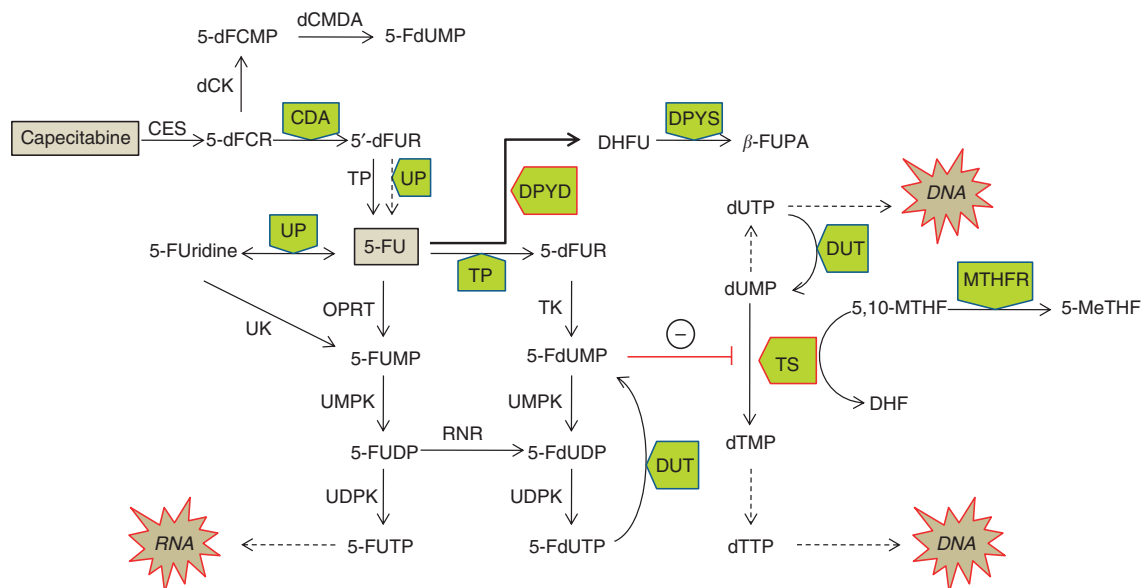 dCMDA
5-dFCMP
5-FdUMP
dCK
CDA
DPYS
Capecitabine
CES
5-dFCR
5′-dFUR
DHFU
β-FUPA
TP
UP
DPYD
DNA
dUTP
UP
5-FUridine
5-FU
5-dFUR
TP
DUT
MTHFR
dUMP
5,10-MTHF
5-MeTHF
OPRT
TK
UK
−
5-FUMP
5-FdUMP
TS
DHF
UMPK
UMPK
RNR
dTMP
5-FUDP
5-FdUDP
DUT
UDPK
UDPK
RNA
5-FUTP
5-FdUTP
dTTP
DNA